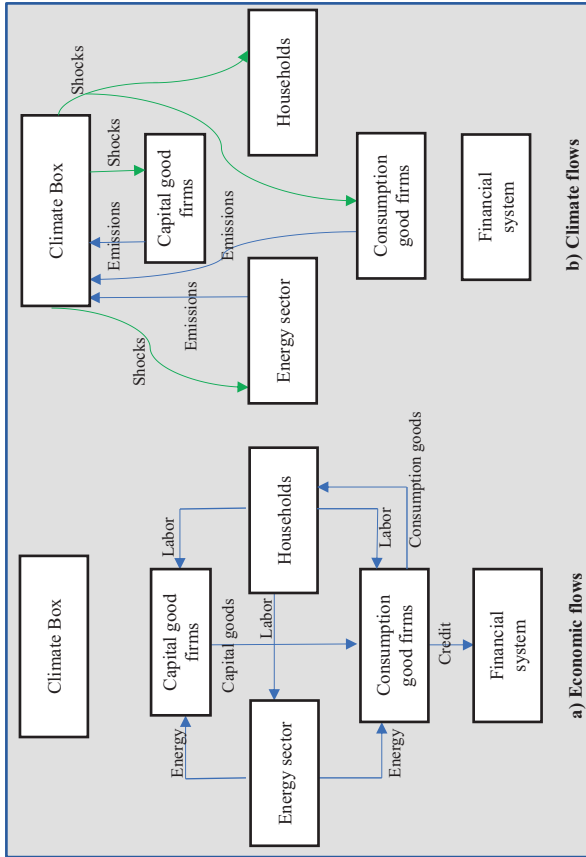 Climate Box
Energy
Capital good
firms
Labor
Capital goods
Energy sector
Labor
Households
Energy
Consumption
good firms
Labor
Consumption goods
Credit
Financial
system
a) Economic flows
Climate Box
Shocks
Emissions
Emissions
Shocks
Shocks
Capital good
firms
Emissions
Energy sector
Households
Consumption
good firms
Financial
system
b) Climate flows